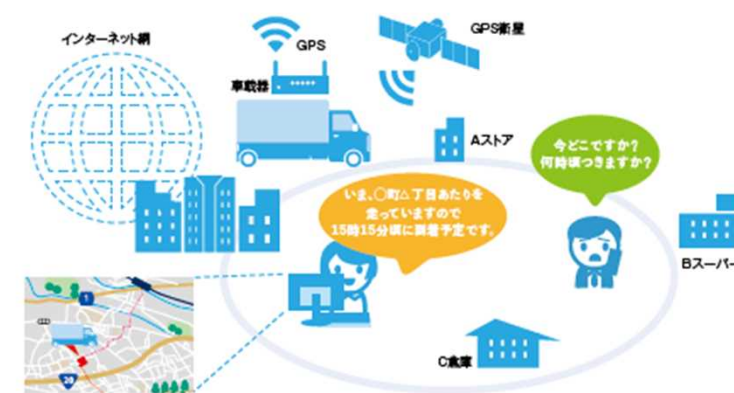 インターネット網
GPS
GPS衛星
車載器
Aストア
今どこですか?
何時頃つきますか?
いま、○町△丁目あたりを
走っていますので
15時15分頃に到着予定です。
Bスーパー
C倉庫
1
20